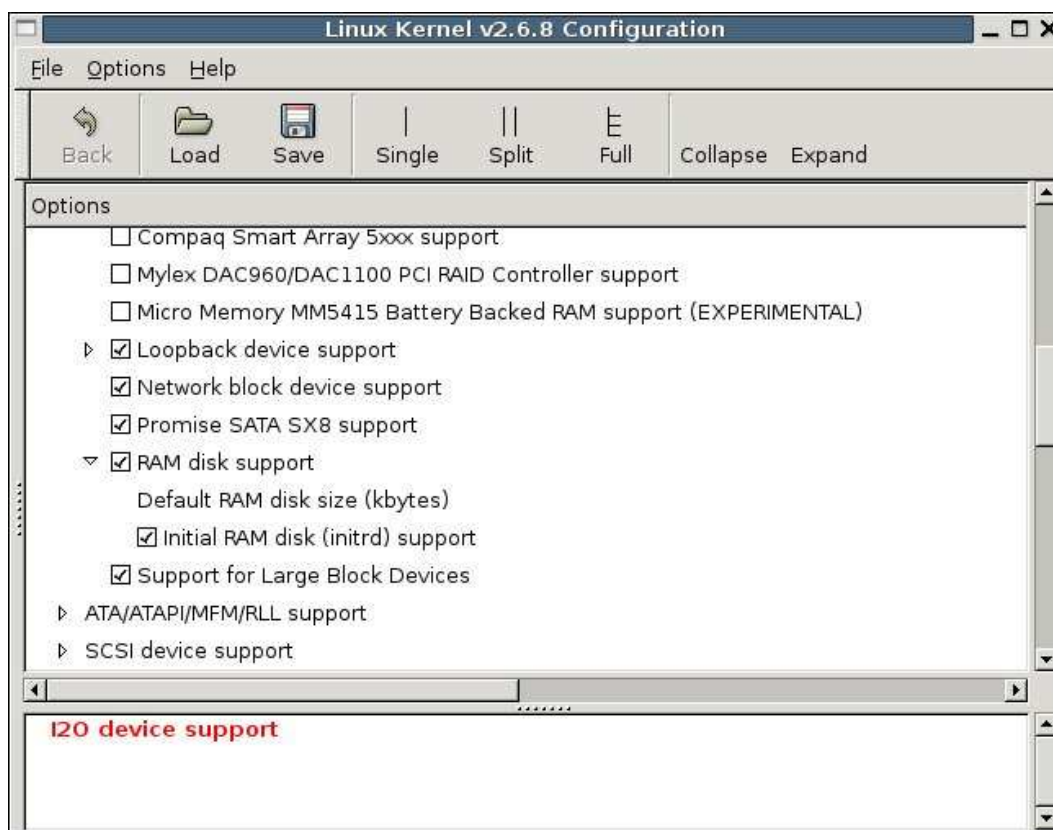 Linux Kernel v2.6.8 Configuration
File Options Help
Back Load Save Single Split Full Collapse Expand
Options
Compaq Smart Array 5xxx support
Mylex DAC960/DAC1100 PCI RAID Controller support
Micro Memory MM5415 Battery Backed RAM support (EXPERIMENTAL)
Loopback device support
Network block device support
Promise SATA SX8 support
RAM disk support
Default RAM disk size (kbytes)
Initial RAM disk (initrd) support
Support for Large Block Devices
ATA/ATAPI/MFM/RLL support
SCSI device support
I2O device support